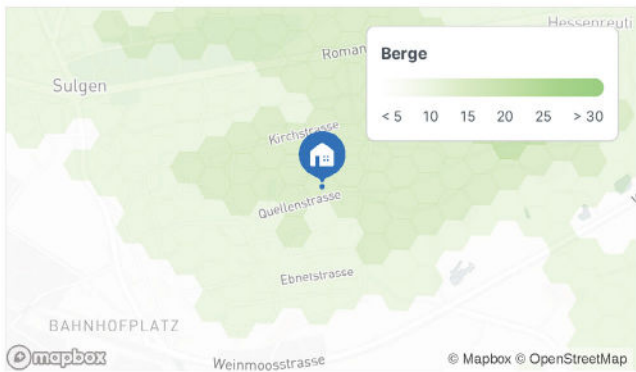 Hessenreuti
Roman
Berge
< 5 10 15 20 25 > 30
Sulgen
Kirchstrasse
Quellenstrasse
Ebnetstrasse
BAHNHOFPLATZ
Weinmoosstrasse
mapbox
© Mapbox © OpenStreetMap